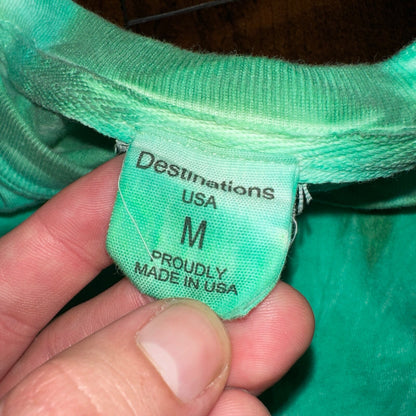 Destinations
USA
M
PROUDLY
MADE IN USA